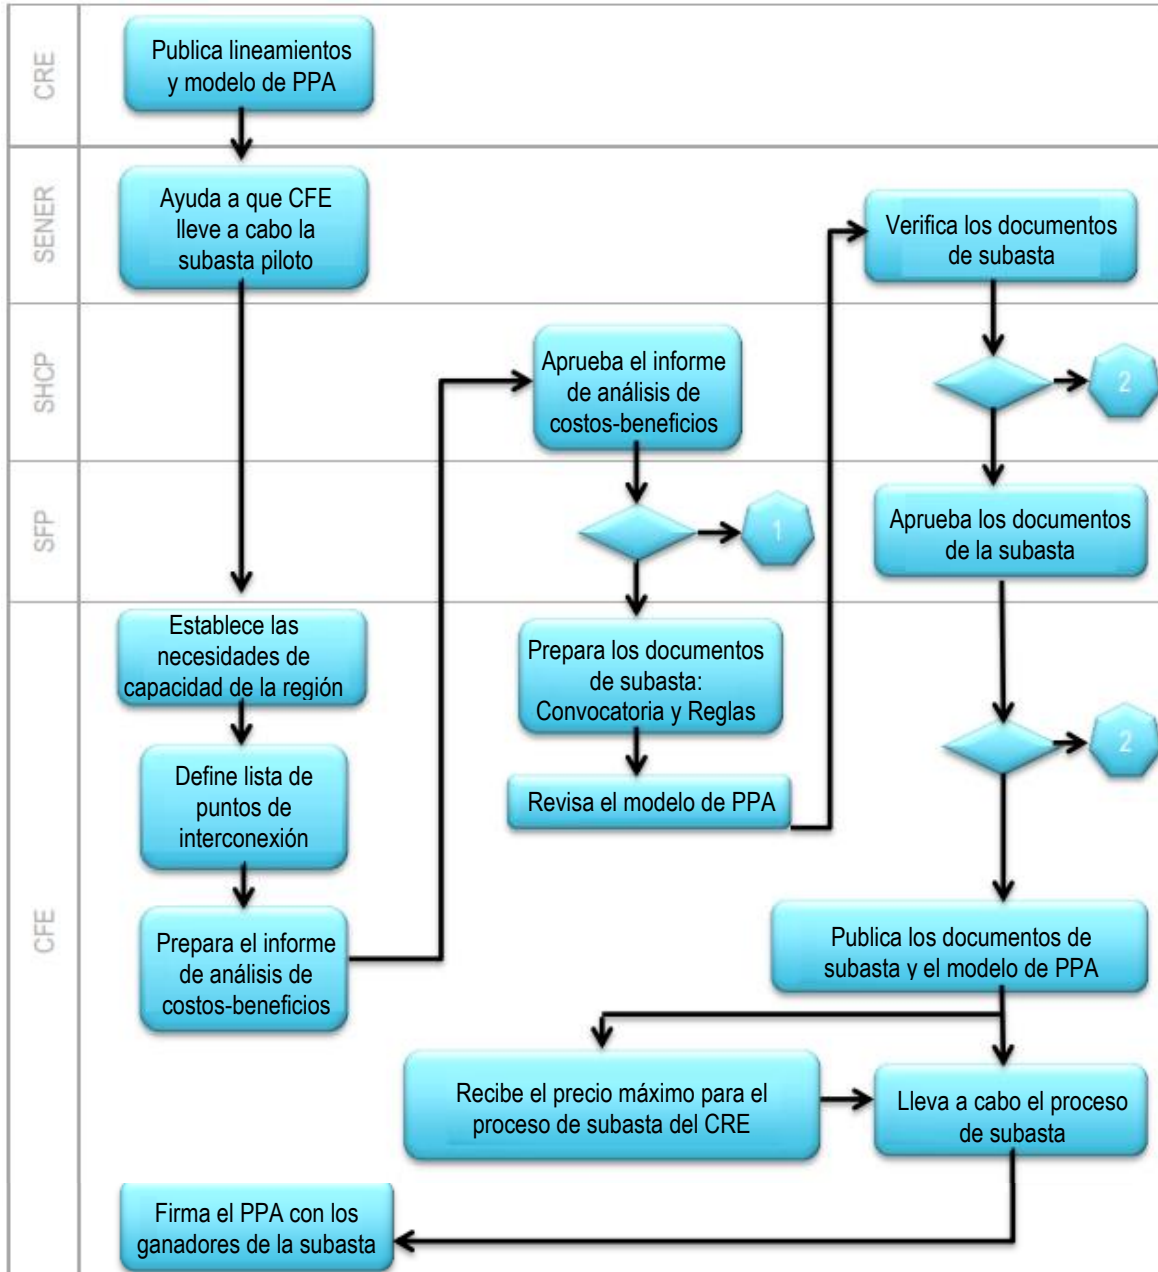 CRE
Publica lineamientos
y modelo de PPA
SENER
Ayuda a que CFE
lleve a cabo la
subasta piloto
Verifica los documentos
de subasta
SHCP
Aprueba el informe
de análisis de
costos-beneficios
2
SFP
1
Aprueba los documentos
de la subasta
CFE
Establece las
necesidades de
capacidad de la región
Define lista de
puntos de
interconexión
Prepara el informe
de análisis de
costos-beneficios
Prepara los documentos
de subasta:
Convocatoria y Reglas
Revisa el modelo de PPA
2
Publica los documentos de
subasta y el modelo de PPA
Recibe el precio máximo para el
proceso de subasta del CRE
Lleva a cabo el proceso
de subasta
Firma el PPA con los
ganadores de la subasta